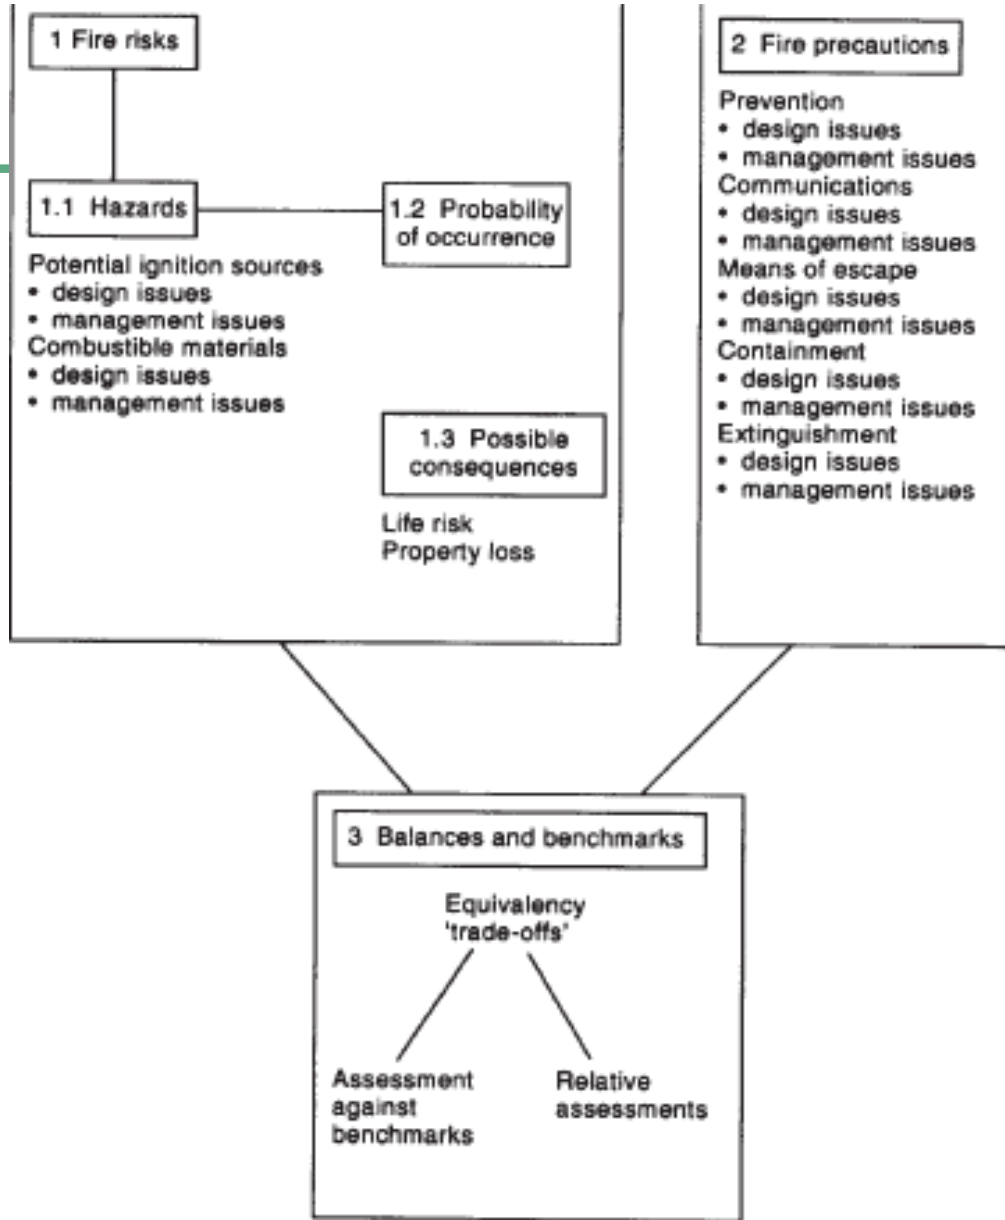 1 Fire risks
1.1 Hazards
Potential ignition sources
• design issues
• management issues
Combustible materials
• design issues
• management issues
1.2 Probability
of occurrence
1.3 Possible
consequences
Life risk
Property loss
2 Fire precautions
Prevention
• design issues
• management issues
Communications
• design issues
• management issues
Means of escape
• design issues
• management issues
Containment
• design issues
• management issues
Extinguishment
• design issues
• management issues
3 Balances and benchmarks
Equivalency
'trade-offs'
Assessment
against
benchmarks
Relative
assessments